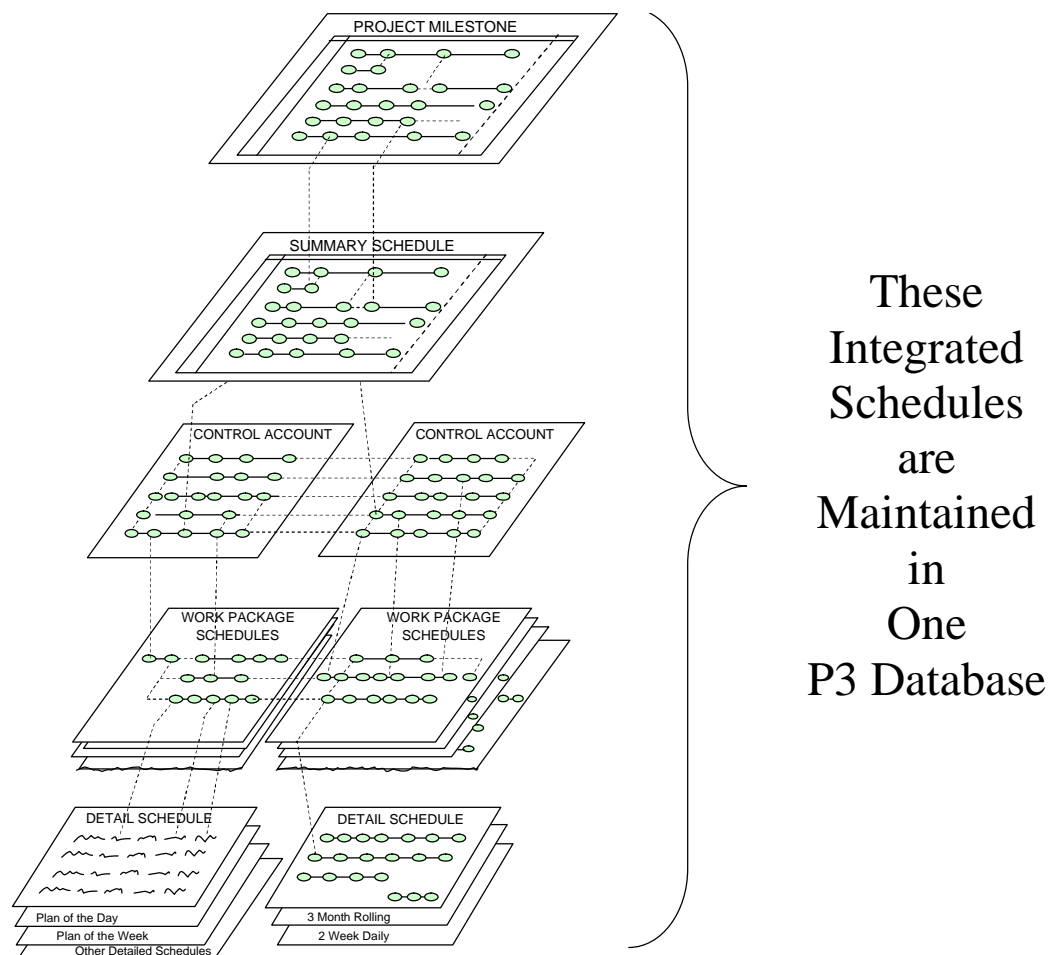 PROJECT MILESTONE
SUMMARY SCHEDULE
CONTROL ACCOUNT
CONTROL ACCOUNT
WORK PACKAGE
SCHEDULES
WORK PACKAGE
SCHEDULES
DETAIL SCHEDULE
Plan of the Day
Plan of the Week
Other Detailed Schedules
DETAIL SCHEDULE
3 Month Rolling
2 Week Daily
These
Integrated
Schedules
are
Maintained
in
One
P3 Database